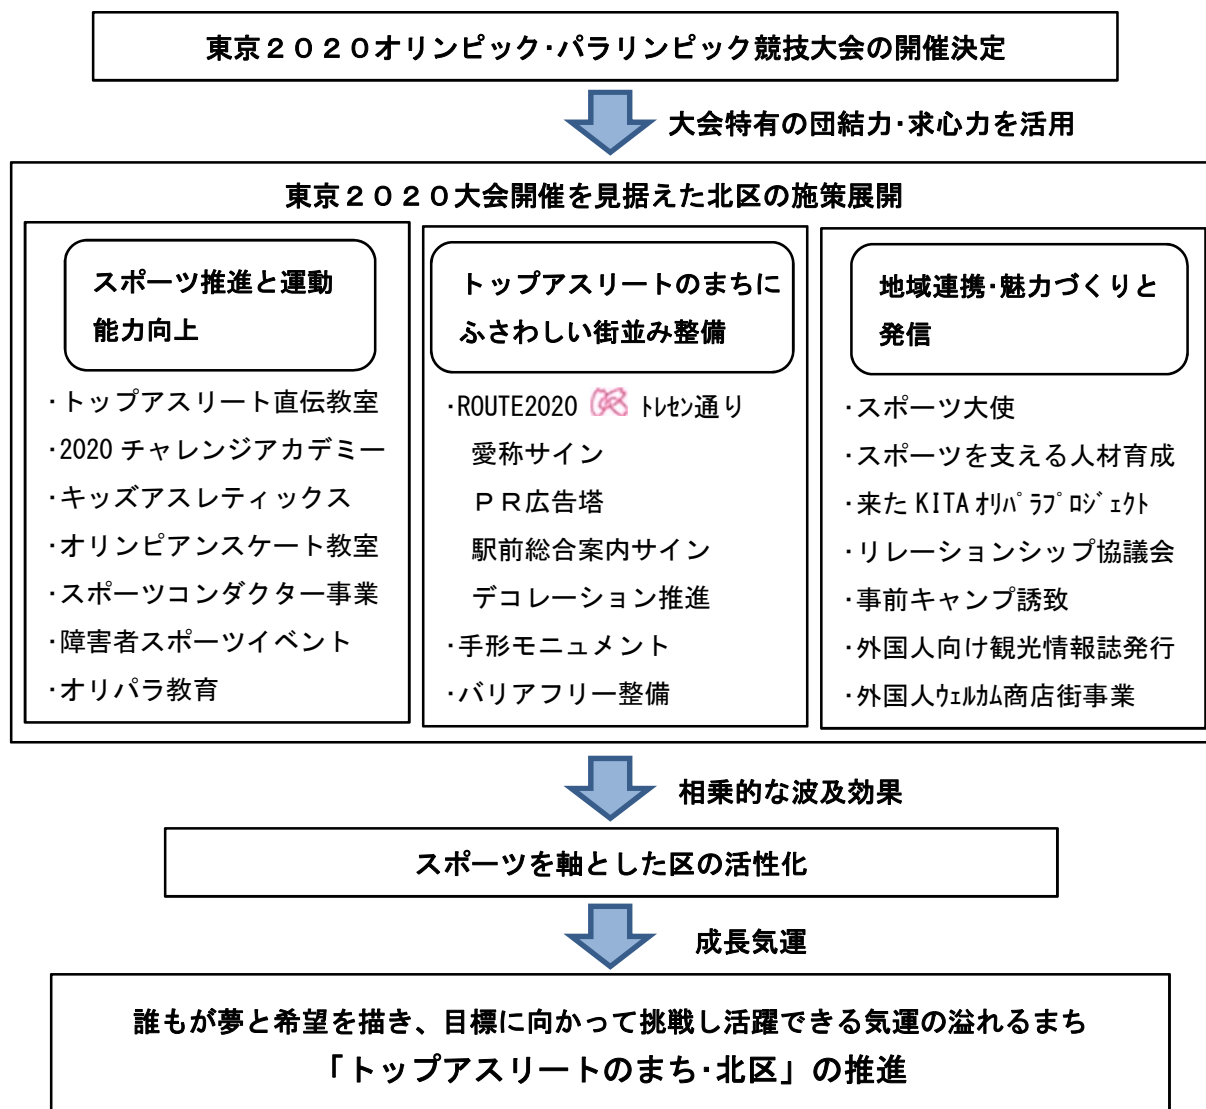 東京２０２０オリンピック･パラリンピック競技大会の開催決定
大会特有の団結力･求心力を活用
東京２０２０大会開催を見据えた北区の施策展開
スポーツ推進と運動
能力向上
･トップアスリート直伝教室
･2020 チャレンジアカデミー
･キッズアスレティックス
･オリンピアンスケート教室
･スポーツコンダクター事業
･障害者スポーツイベント
･オリパラ教育
トップアスリートのまちに
ふさわしい街並み整備
･ROUTE2020 ﾄﾚｾﾝ通り
愛称サイン
ＰＲ広告塔
駅前総合案内サイン
デコレーション推進
･手形モニュメント
･バリアフリー整備
地域連携･魅力づくりと
発信
･スポーツ大使
･スポーツを支える人材育成
･来た KITA ｵﾘﾊﾟﾗﾌﾟﾛｼﾞｪｸﾄ
･リレーションシップ協議会
･事前キャンプ誘致
･外国人向け観光情報誌発行
･外国人ｳｪﾙｶﾑ商店街事業
相乗的な波及効果
スポーツを軸とした区の活性化
成長気運
誰もが夢と希望を描き、目標に向かって挑戦し活躍できる気運の溢れるまち
「トップアスリートのまち･北区」の推進